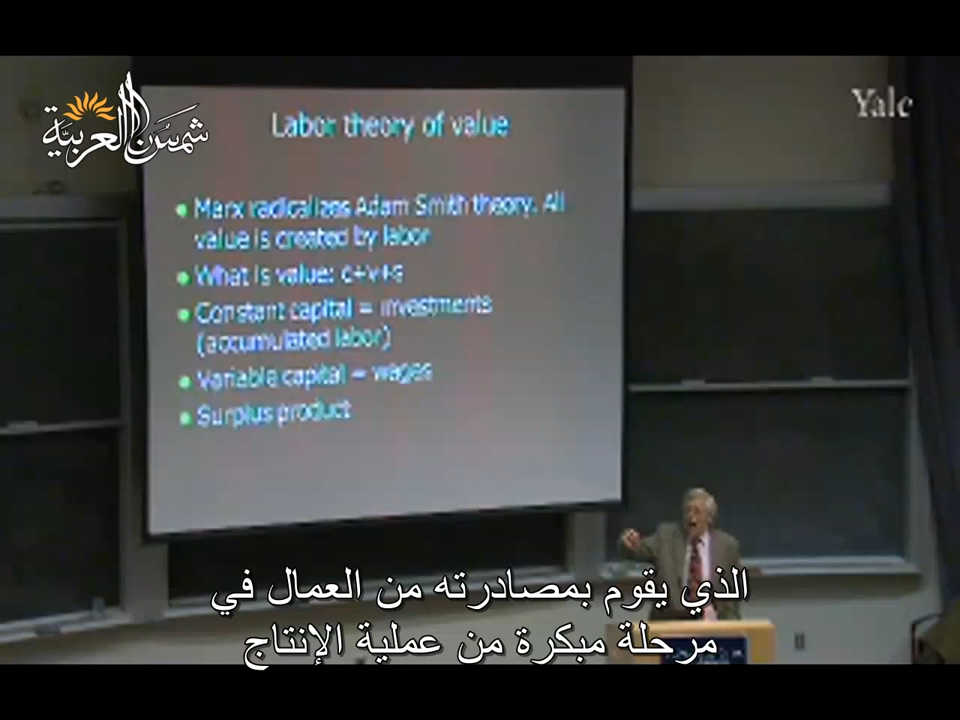 شمس العربية
Yale
Labor theory of value
Marx radicalizes Adam Smith theory. All
value is created by labor
What is value: c+v+s
Constant capital = investments
(accumulated labor)
Variable capital = wages
Surplus product
الذي يقوم بمصادرته من العمال في
مرحلة مبكرة من عملية الإنتاج